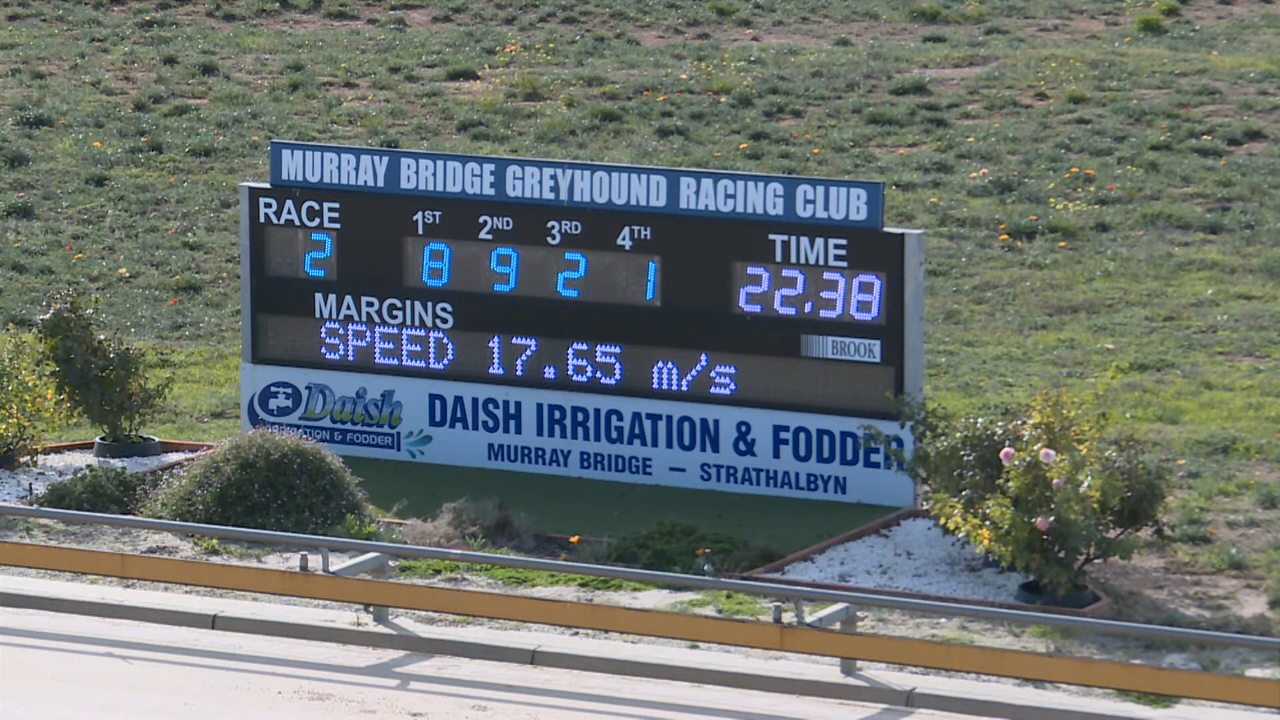 MURRAY BRIDGE GREYHOUND RACING CLUB
RACE 1ST 2ND 3RD 4TH TIME
2 8 9 2 1 22.38
MARGINS
BROOK
SPEED 17.65 m/s
Daish
IRRIGATION & FODDER
DAISH IRRIGATION & FODDER
MURRAY BRIDGE — STRATHALBYN